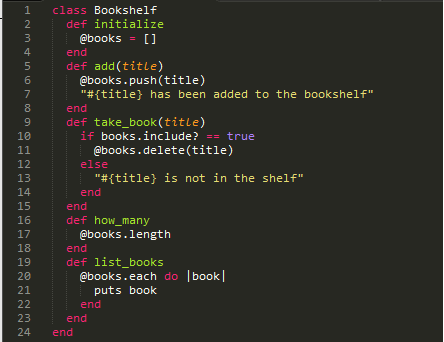 1 class Bookshelf
2   def initialize
3     @books = []
4   end
5   def add(title)
6     @books.push(title)
7     "#{title} has been added to the bookshelf"
8   end
9   def take_book(title)
10     if books.include? == true
11       @books.delete(title)
12     else
13       "#{title} is not in the shelf"
14     end
15   end
16   def how_many
17     @books.length
18   end
19   def list_books
20     @books.each do |book|
21       puts book
22     end
23   end
24 end